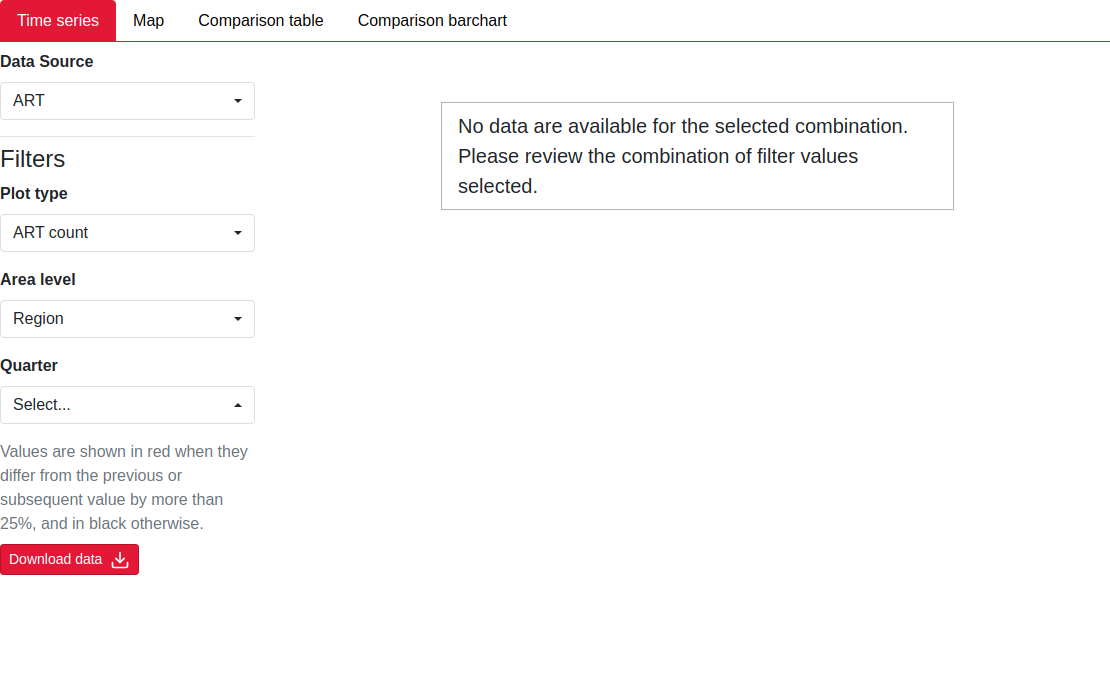 Time series Map Comparison table Comparison barchart
Data Source
ART
No data are available for the selected combination.
Please review the combination of filter values
selected.
Filters
Plot type
ART count
Area level
Region
Quarter
Select...
Values are shown in red when they
differ from the previous or
subsequent value by more than
25%, and in black otherwise.
Download data